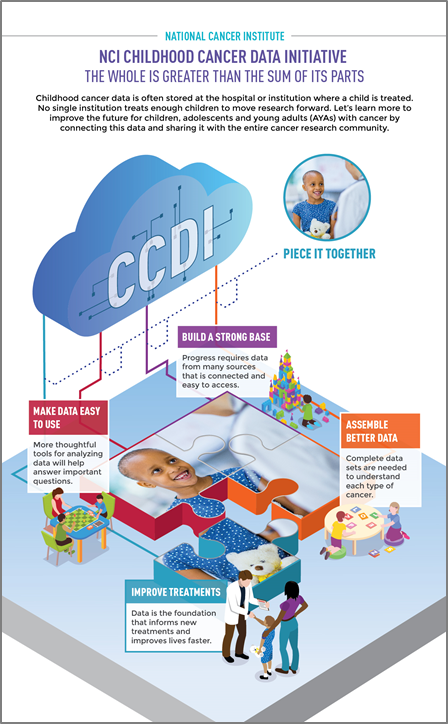 NATIONAL CANCER INSTITUTE
NCI CHILDHOOD CANCER DATA INITIATIVE
THE WHOLE IS GREATER THAN THE SUM OF ITS PARTS
Childhood cancer data is often stored at the hospital or institution where a child is treated.
No single institution treats enough children to move research forward. Let's learn more to
improve the future for children, adolescents and young adults (AYAs) with cancer by
connecting this data and sharing it with the entire cancer research community.
CCDI
PIECE IT TOGETHER
BUILD A STRONG BASE
Progress requires data
from many sources
that is connected and
easy to access.
MAKE DATA EASY
TO USE
More thoughtful
tools for analyzing
data will help
answer important
questions.
ASSEMBLE
BETTER DATA
Complete data
sets are needed
to understand
each type of
cancer.
IMPROVE TREATMENTS
Data is the foundation
that informs new
treatments and
improves lives faster.